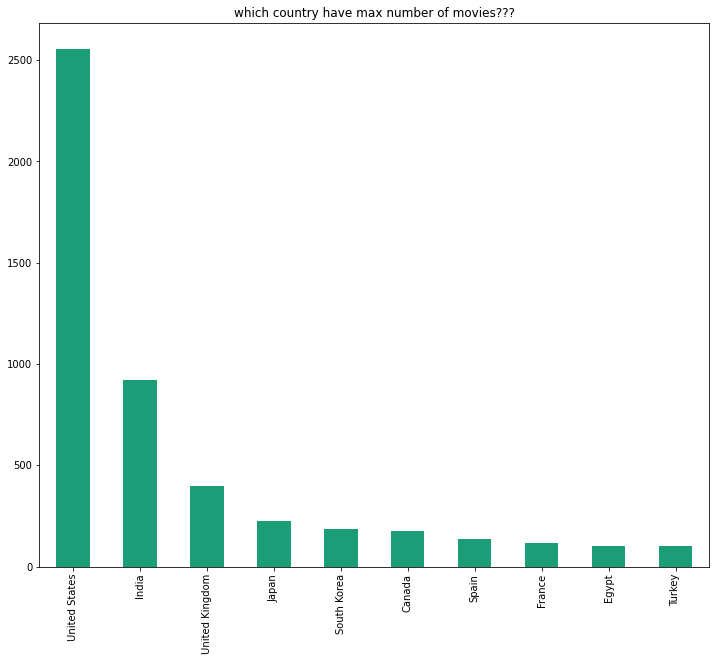 which country have max number of movies???
2500
2000
1500
1000
500
0
United States
India
United Kingdom
Japan
South Korea
Canada
Spain
France
Egypt
Turkey